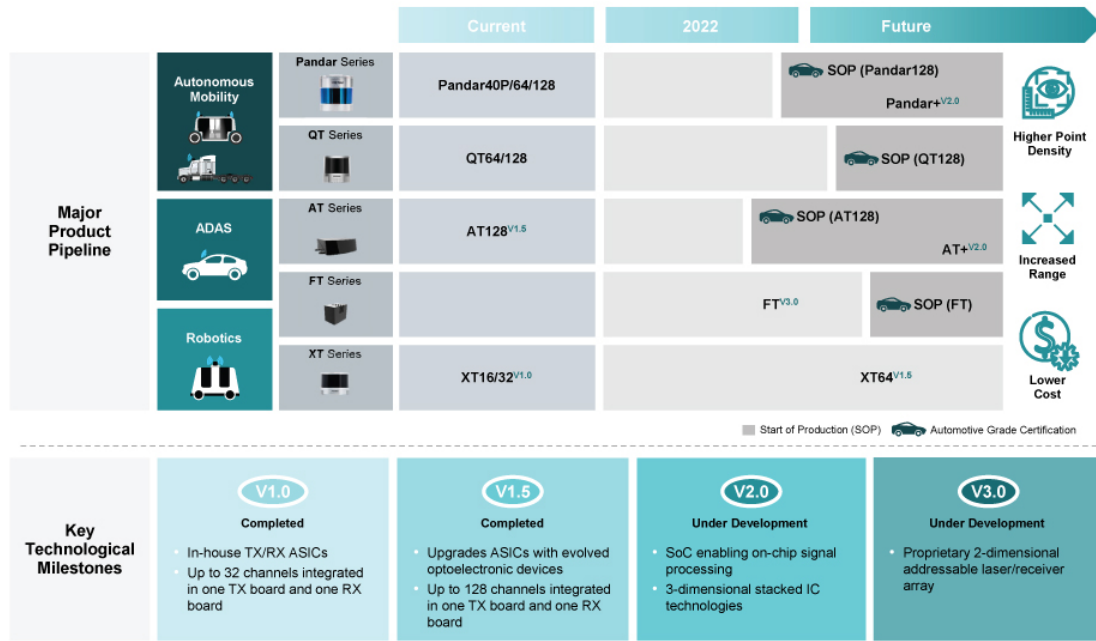 Current
2022
Future
Major
Product
Pipeline
Autonomous
Mobility
ADAS
Robotics
Pandar Series
Pandar40P/64/128
SOP (Pandar128)
Pandar+V2.0
QT Series
QT64/128
SOP (QT128)
AT Series
AT128V1.5
SOP (AT128)
AT+V2.0
FT Series
FTV3.0
SOP (FT)
XT Series
XT16/32V1.0
XT64V1.5
Higher Point
Density
Increased
Range
Lower
Cost
Start of Production (SOP)
Automotive Grade Certification
Key
Technological
Milestones
V1.0
Completed
• In-house TX/RX ASICs
• Up to 32 channels integrated
in one TX board and one RX
board
V1.5
Completed
• Upgrades ASICs with evolved
optoelectronic devices
• Up to 128 channels integrated
in one TX board and one RX
board
V2.0
Under Development
• SoC enabling on-chip signal
processing
• 3-dimensional stacked IC
technologies
V3.0
Under Development
• Proprietary 2-dimensional
addressable laser/receiver
array